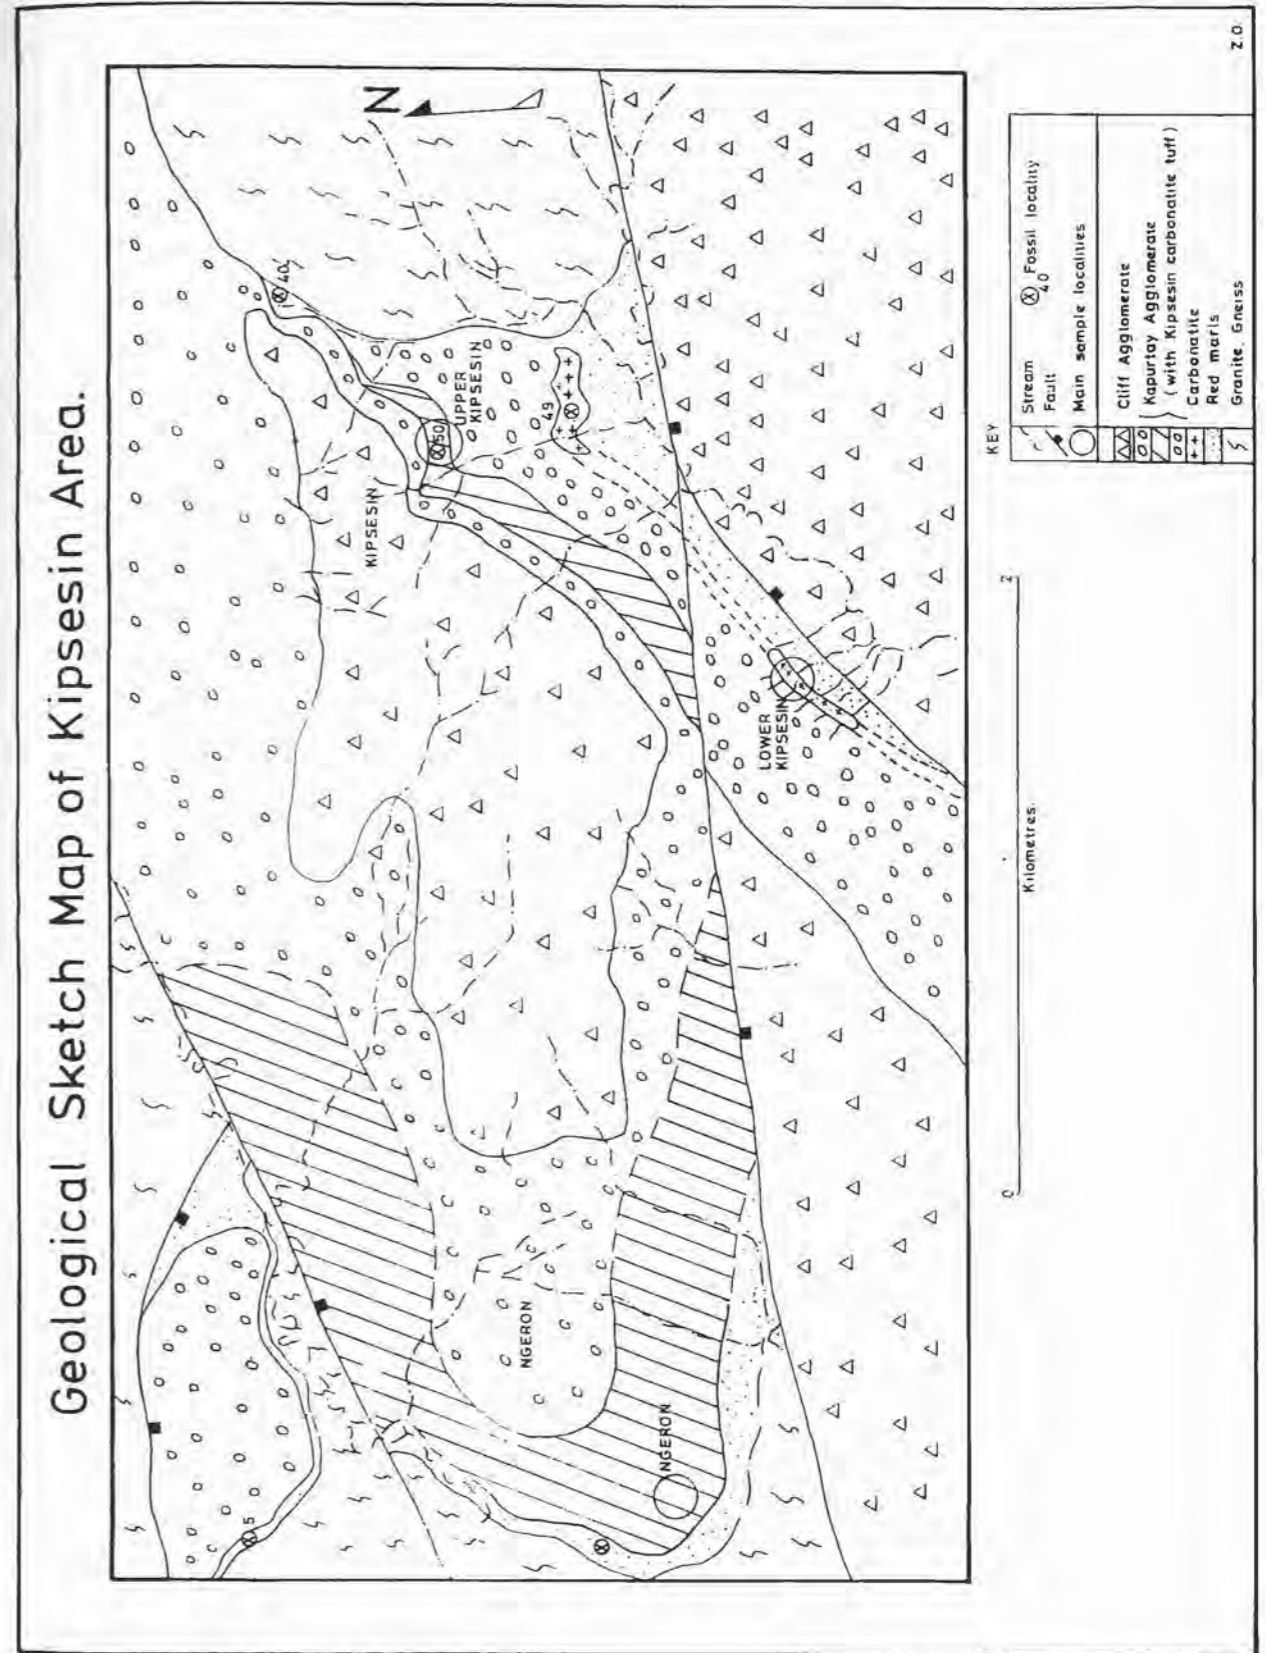 Geological Sketch Map of Kipsesin Area.
N
40
UPPER
KIPSESIN
50
49
KIPSESIN
LOWER
KIPSESIN
NGERON
NGERON
5
KEY
Stream
Fault
40 Fossil locality
Main sample localities
Cliff Agglomerate
Kapurtay Agglomerate
(with Kipsesin carbonatite tuff)
Carbonatite
Red marls
Granite, Gneiss
0 2
Kilometres.
Z.O.